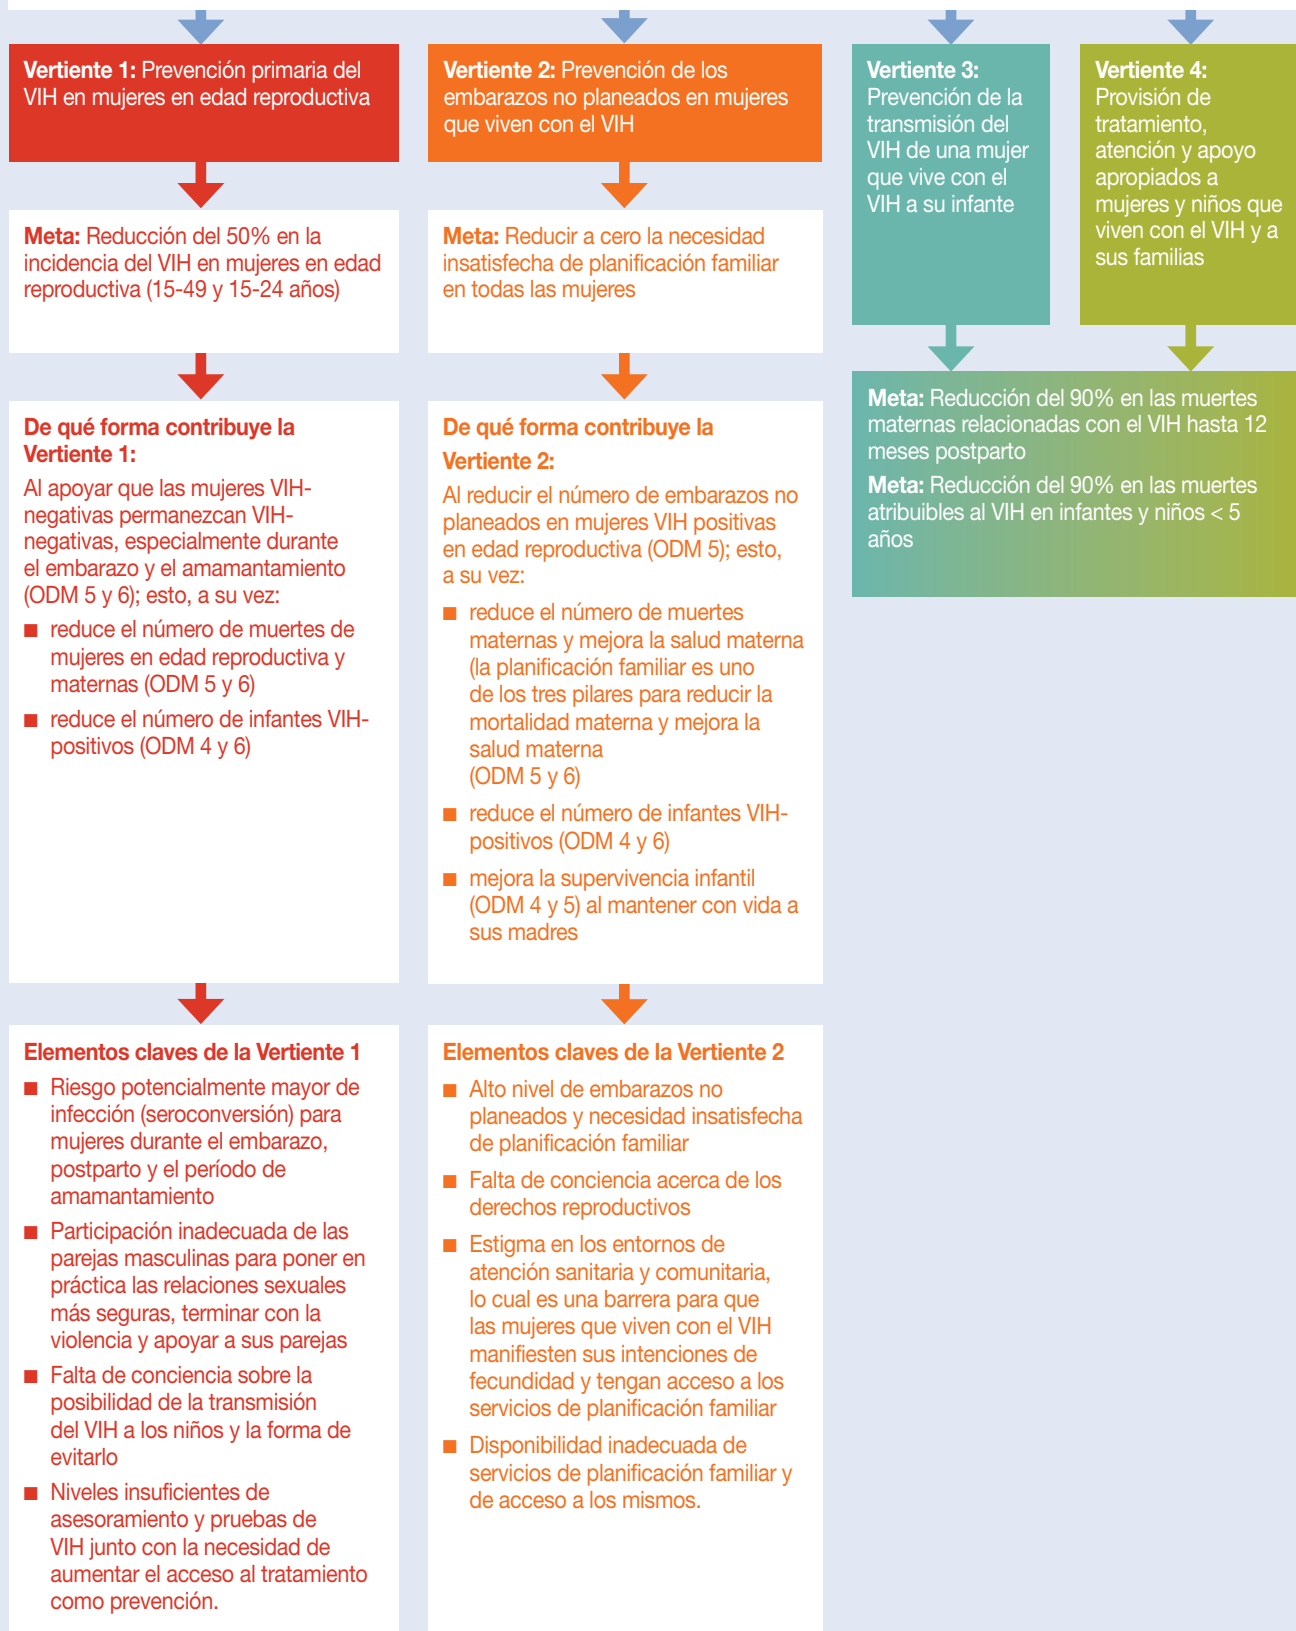 Vertiente 1: Prevención primaria del
VIH en mujeres en edad reproductiva
Meta: Reducción del 50% en la
incidencia del VIH en mujeres en edad
reproductiva (15-49 y 15-24 años)
De qué forma contribuye la
Vertiente 1:
Al apoyar que las mujeres VIH-
negativas permanezcan VIH-
negativas, especialmente durante
el embarazo y el amamantamiento
(ODM 5 y 6); esto, a su vez:
■ reduce el número de muertes de
mujeres en edad reproductiva y
maternas (ODM 5 y 6)
■ reduce el número de infantes VIH-
positivos (ODM 4 y 6)
Elementos claves de la Vertiente 1
■ Riesgo potencialmente mayor de
infección (seroconversión) para
mujeres durante el embarazo,
postparto y el período de
amamantamiento
■ Participación inadecuada de las
parejas masculinas para poner en
práctica las relaciones sexuales
más seguras, terminar con la
violencia y apoyar a sus parejas
■ Falta de conciencia sobre la
posibilidad de la transmisión
del VIH a los niños y la forma de
evitarlo
■ Niveles insuficientes de
asesoramiento y pruebas de
VIH junto con la necesidad de
aumentar el acceso al tratamiento
como prevención.
Vertiente 2: Prevención de los
embarazos no planeados en mujeres
que viven con el VIH
Meta: Reducir a cero la necesidad
insatisfecha de planificación familiar
en todas las mujeres
De qué forma contribuye la
Vertiente 2:
Al reducir el número de embarazos no
planeados en mujeres VIH positivas
en edad reproductiva (ODM 5); esto,
a su vez:
■ reduce el número de muertes
maternas y mejora la salud materna
(la planificación familiar es uno
de los tres pilares para reducir la
mortalidad materna y mejora la
salud materna
(ODM 5 y 6)
■ reduce el número de infantes VIH-
positivos (ODM 4 y 6)
■ mejora la supervivencia infantil
(ODM 4 y 5) al mantener con vida a
sus madres
Elementos claves de la Vertiente 2
■ Alto nivel de embarazos no
planeados y necesidad insatisfecha
de planificación familiar
■ Falta de conciencia acerca de los
derechos reproductivos
■ Estigma en los entornos de
atención sanitaria y comunitaria,
lo cual es una barrera para que
las mujeres que viven con el VIH
manifiesten sus intenciones de
fecundidad y tengan acceso a los
servicios de planificación familiar
■ Disponibilidad inadecuada de
servicios de planificación familiar y
de acceso a los mismos.
Vertiente 3:
Prevención de la
transmisión del
VIH de una mujer
que vive con el
VIH a su infante
Vertiente 4:
Provisión de
tratamiento,
atención y apoyo
apropiados a
mujeres y niños que
viven con el VIH y a
sus familias
Meta: Reducción del 90% en las muertes
maternas relacionadas con el VIH hasta 12
meses postparto
Meta: Reducción del 90% en las muertes
atribuibles al VIH en infantes y niños < 5
años